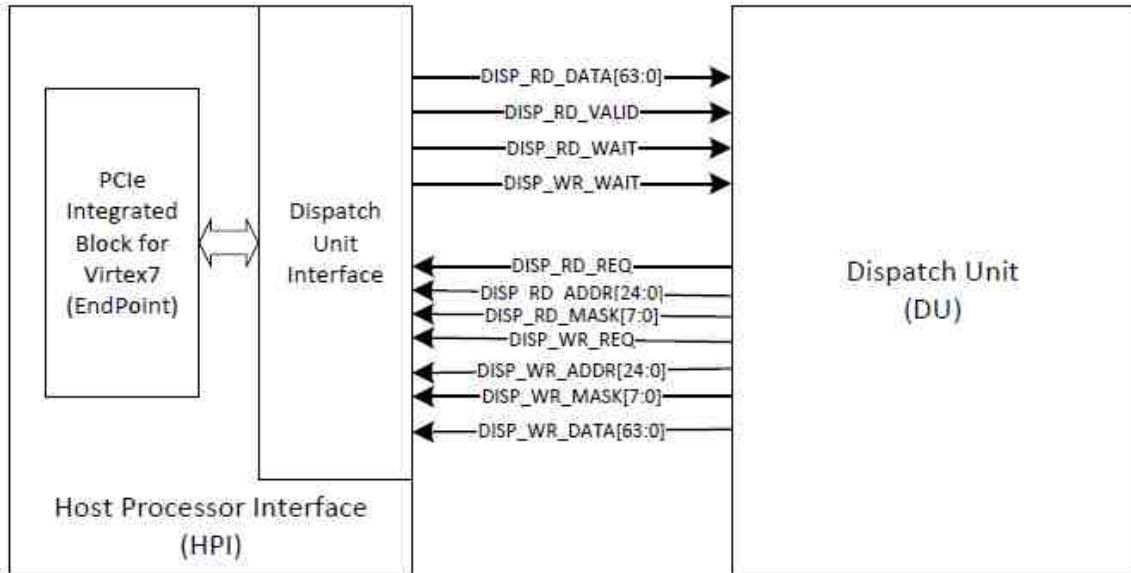 PCIe
Integrated
Block for
Virtex7
(EndPoint)
Dispatch
Unit
Interface
Host Processor Interface
(HPI)
DISP_RD_DATA[63:0]
DISP_RD_VALID
DISP_RD_WAIT
DISP_WR_WAIT
DISP_RD_REQ
DISP_RD_ADDR[24:0]
DISP_RD_MASK[7:0]
DISP_WR_REQ
DISP_WR_ADDR[24:0]
DISP_WR_MASK[7:0]
DISP_WR_DATA[63:0]
Dispatch Unit
(DU)